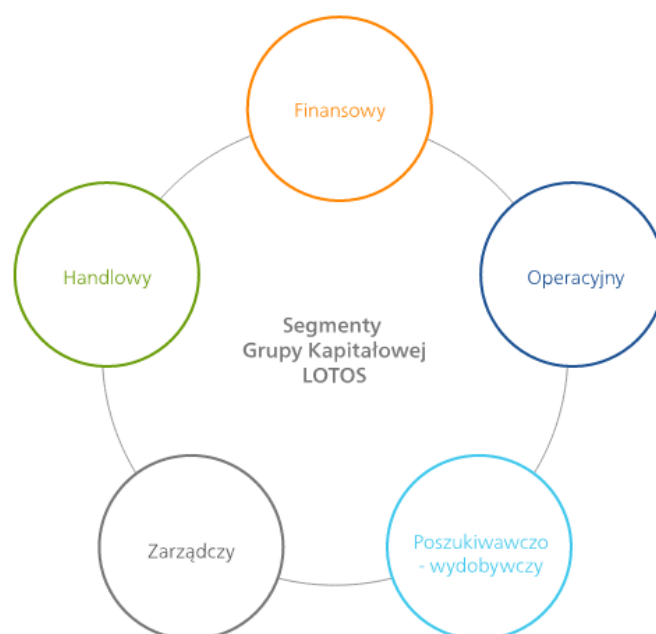 Finansowy
Handlowy
Operacyjny
Segmenty
Grupy Kapitałowej
LOTOS
Zarządczy
Poszukiwawczo
- wydobywczy